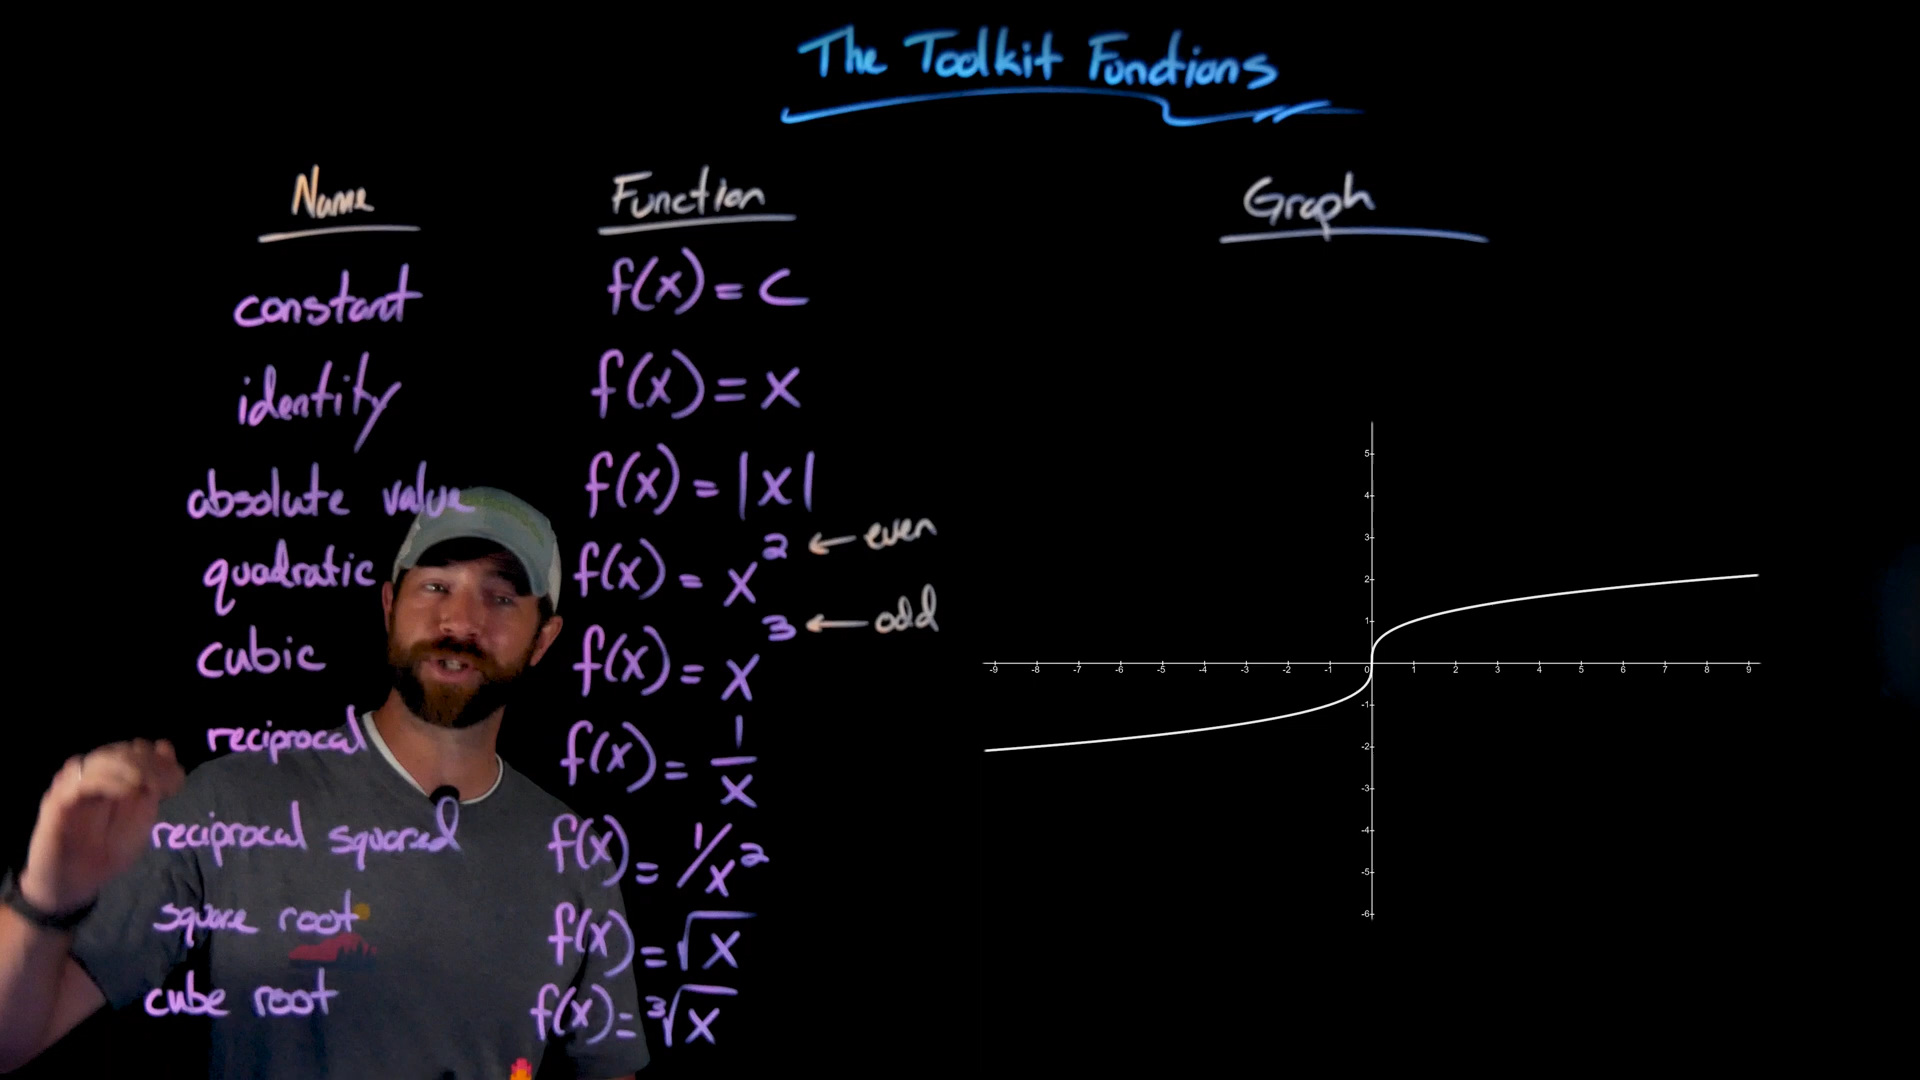 The Toolkit Functions
Name Function Graph
constant f(x) = c
identity f(x) = x
absolute value f(x) = |x|
quadratic f(x) = x² ← even
cubic f(x) = x³ ← odd
reciprocal f(x) = 1/x
reciprocal squared f(x) = 1/x²
square root f(x) = √x
cube root f(x) = ³√x
5
4
3
2
1
-9 -8 -7 -6 -5 -4 -3 -2 -1 0 1 2 3 4 5 6 7 8 9
-1
-2
-3
-4
-5
-6